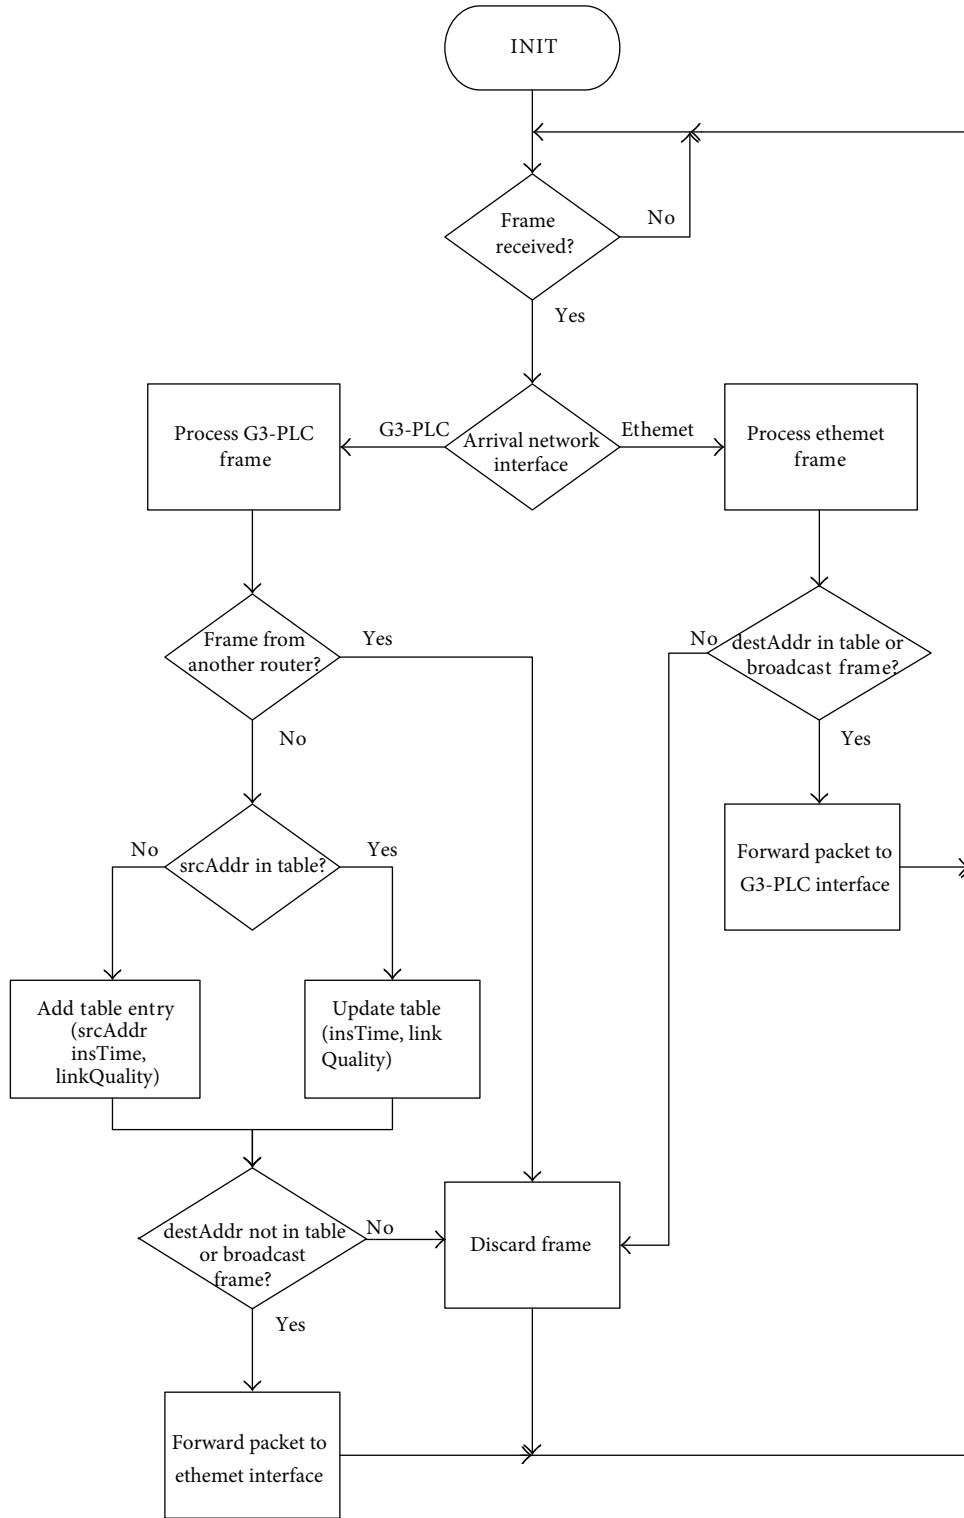 INIT
Frame
received?
No
Yes
Process G3-PLC
frame
G3-PLC
Arrival network
interface
Ethemet
Process ethemet
frame
Frame from
another router?
Yes
No
No
destAddr in table or
broadcast frame?
Yes
No
srcAddr in table?
Yes
Forward packet to
G3-PLC interface
Add table entry
(srcAddr
insTime,
linkQuality)
Update table
(insTime, link
Quality)
destAddr not in table
or broadcast
frame?
No
Yes
Discard frame
Forward packet to
ethemet interface